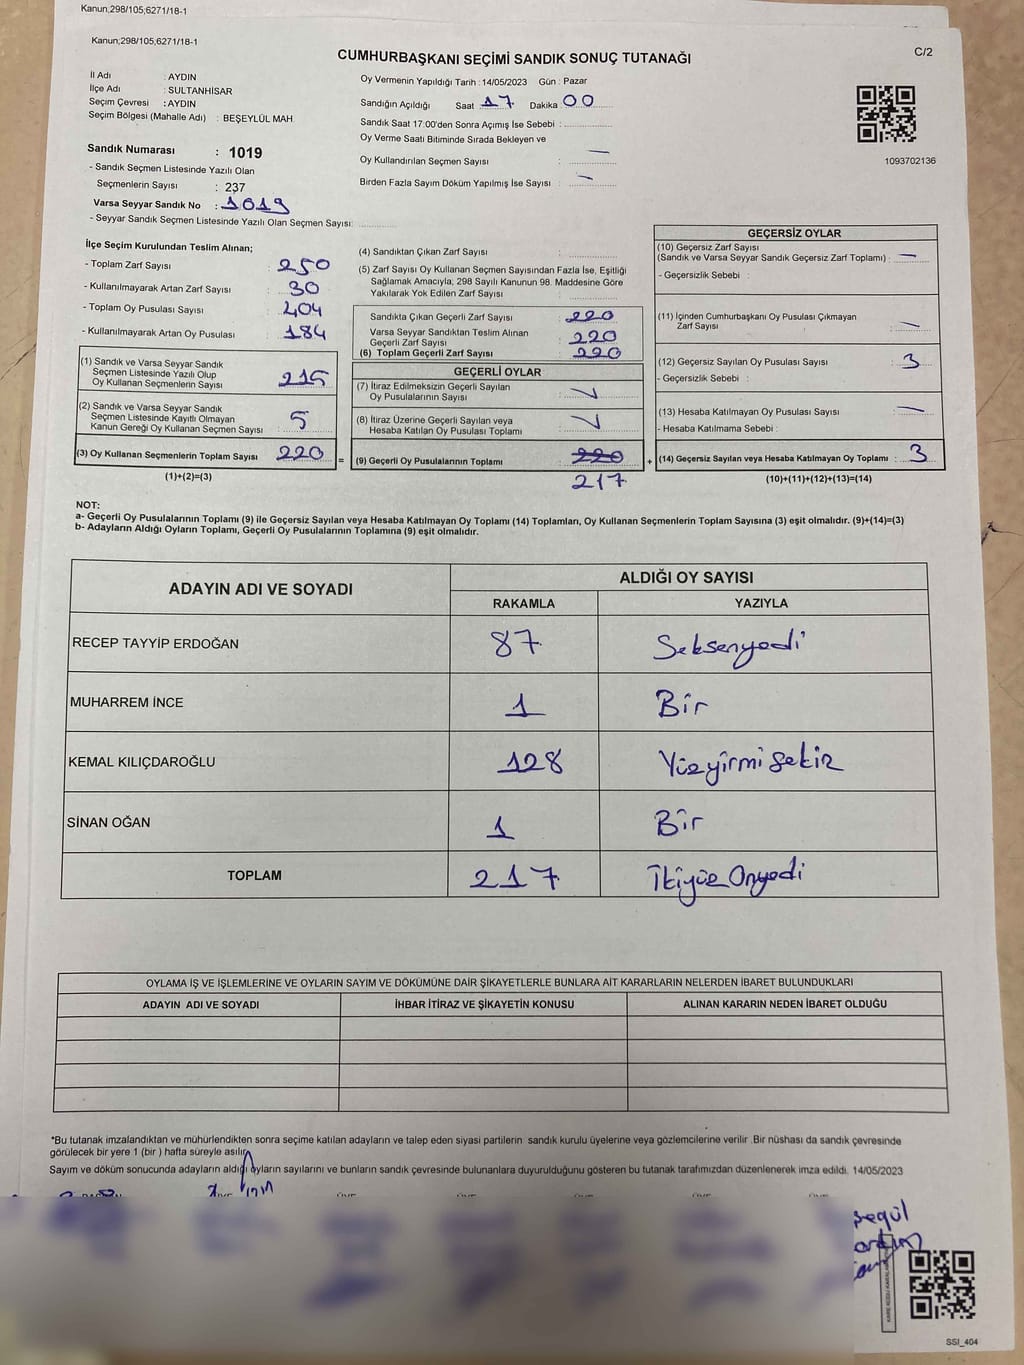 Kanun;298/105,6271/18-1
Kanun;298/105,6271/18-1
C/2
CUMHURBAŞKANI SEÇİMİ SANDIK SONUÇ TUTANAĞI
İl Adı : AYDIN
İlçe Adı : SULTANHİSAR
Seçim Çevresi : AYDIN
Seçim Bölgesi (Mahalle Adı) : BEŞEYLÜL MAH.
Sandık Numarası : 1019
- Sandık Seçmen Listesinde Yazılı Olan
Seçmenlerin Sayısı : 237
Varsa Seyyar Sandık No : 1019
- Seyyar Sandık Seçmen Listesinde Yazılı Olan Seçmen Sayısı:
Oy Vermenin Yapıldığı Tarih : 14/05/2023 Gün : Pazar
Sandığın Açıldığı Saat 17 Dakika 00
Sandık Saat 17:00'den Sonra Açımış İse Sebebi :
Oy Verme Saati Bitiminde Sırada Bekleyen ve
Oy Kullandırılan Seçmen Sayısı : —
Birden Fazla Sayım Döküm Yapılmış İse Sayısı : —
1093702136
İlçe Seçim Kurulundan Teslim Alınan;
- Toplam Zarf Sayısı : 250
- Kullanılmayarak Artan Zarf Sayısı : 30
- Toplam Oy Pusulası Sayısı : 404
- Kullanılmayarak Artan Oy Pusulası : 184
(1) Sandık ve Varsa Seyyar Sandık
Seçmen Listesinde Yazılı Olup
Oy Kullanan Seçmenlerin Sayısı : 215
(2) Sandık ve Varsa Seyyar Sandık
Seçmen Listesinde Kayıtlı Olmayan
Kanun Gereği Oy Kullanan Seçmen Sayısı : 5
(3) Oy Kullanan Seçmenlerin Toplam Sayısı : 220
(1)+(2)=(3)
(4) Sandıktan Çıkan Zarf Sayısı :
(5) Zarf Sayısı Oy Kullanan Seçmen Sayısından Fazla İse, Eşitliği
Sağlamak Amacıyla, 298 Sayılı Kanunun 98. Maddesine Göre
Yakılarak Yok Edilen Zarf Sayısı :
Sandıkta Çıkan Geçerli Zarf Sayısı : 220
Varsa Seyyar Sandıktan Teslim Alınan
Geçerli Zarf Sayısı : 220
(6) Toplam Geçerli Zarf Sayısı : 220
GEÇERLİ OYLAR
(7) İtiraz Edilmeksizin Geçerli Sayılan
Oy Pusulalarının Sayısı :
(8) İtiraz Üzerine Geçerli Sayılan veya
Hesaba Katılan Oy Pusulası Toplamı :
=
(9) Geçerli Oy Pusulalarının Toplamı : 220
217
+
GEÇERSİZ OYLAR
(10) Geçersiz Zarf Sayısı
(Sandık ve Varsa Seyyar Sandık Geçersiz Zarf Toplamı) : —
- Geçersizlik Sebebi :
(11) İçinden Cumhurbaşkanı Oy Pusulası Çıkmayan
Zarf Sayısı : —
(12) Geçersiz Sayılan Oy Pusulası Sayısı : 3
- Geçersizlik Sebebi :
(13) Hesaba Katılmayan Oy Pusulası Sayısı : —
- Hesaba Katılmama Sebebi :
(14) Geçersiz Sayılan veya Hesaba Katılmayan Oy Toplamı : 3
(10)+(11)+(12)+(13)=(14)
NOT:
a- Geçerli Oy Pusulalarının Toplamı (9) ile Geçersiz Sayılan veya Hesaba Katılmayan Oy Toplamı (14) Toplamları, Oy Kullanan Seçmenlerin Toplam Sayısına (3) eşit olmalıdır. (9)+(14)=(3)
b- Adayların Aldığı Oyların Toplamı, Geçerli Oy Pusulalarının Toplamına (9) eşit olmalıdır.
ADAYIN ADI VE SOYADI
ALDIĞI OY SAYISI
RAKAMLA YAZIYLA
RECEP TAYYİP ERDOĞAN 87 Seksenyedi
MUHARREM İNCE 1 Bir
KEMAL KILIÇDAROĞLU 128 Yüzyirmisekiz
SİNAN OĞAN 1 Bir
TOPLAM 217 İkiyüz Onyedi
OYLAMA İŞ VE İŞLEMLERİNE VE OYLARIN SAYIM VE DÖKÜMÜNE DAİR ŞİKAYETLERLE BUNLARA AİT KARARLARIN NELERDEN İBARET BULUNDUKLARI
ADAYIN ADI VE SOYADI İHBAR İTİRAZ VE ŞİKAYETİN KONUSU ALINAN KARARIN NEDEN İBARET OLDUĞU
*Bu tutanak imzalandıktan ve mühürlendikten sonra seçime katılan adayların ve talep eden siyasi partilerin sandık kurulu üyelerine veya gözlemcilerine verilir .Bir nüshası da sandık çevresinde
görülecek bir yere 1 (bir ) hafta süreyle asılır.
Sayım ve döküm sonucunda adayların aldığı oyların sayılarını ve bunların sandık çevresinde bulunanlara duyurulduğunu gösteren bu tutanak tarafımızdan düzenlenerek imza edildi. 14/05/2023
SSI_404